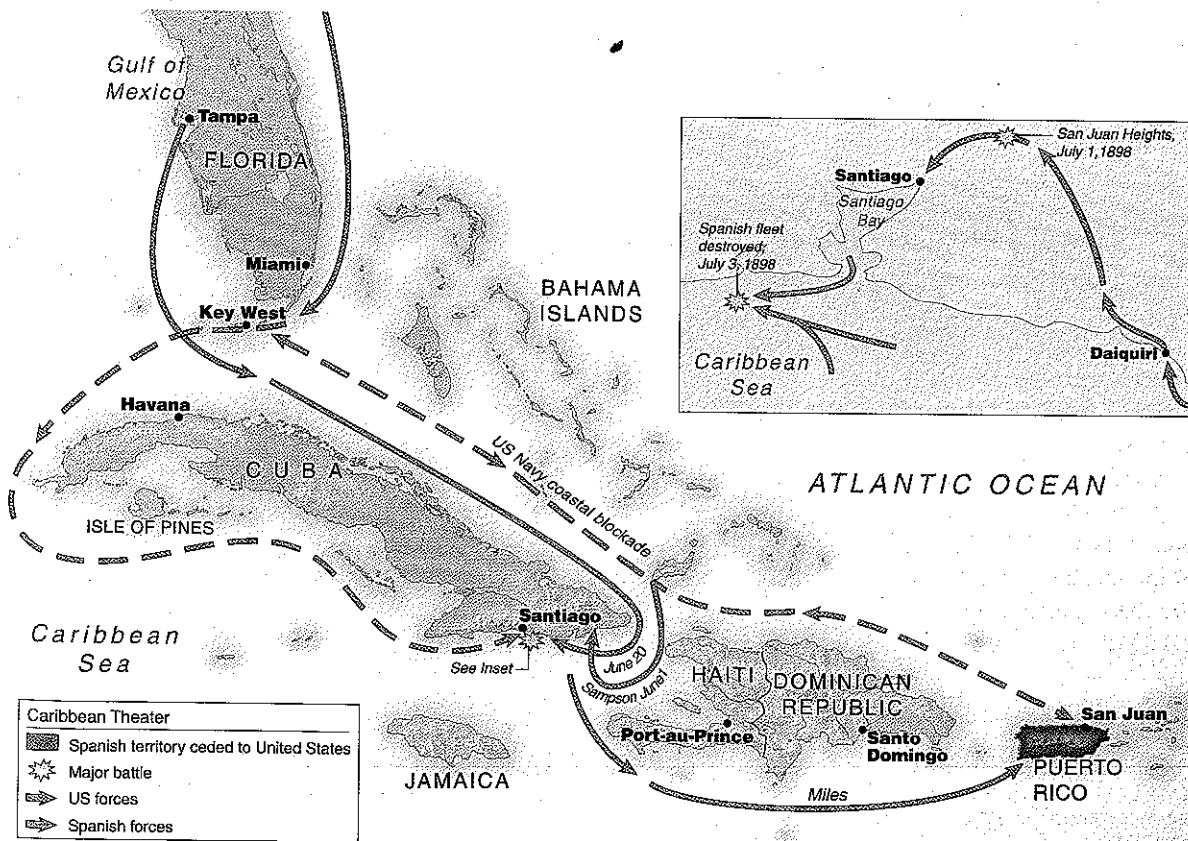 Gulf of
Mexico
Tampa
FLORIDA
Miami
Key West
BAHAMA
ISLANDS
Havana
CUBA
ISLE OF PINES
US Navy coastal blockade
ATLANTIC OCEAN
Santiago
Caribbean
Sea
See Inset
June 20
Sampson June 1
HAITI
DOMINICAN
REPUBLIC
Port-au-Prince
Santo
Domingo
San Juan
PUERTO
RICO
JAMAICA
Miles
San Juan Heights,
July 1, 1898
Santiago
Santiago
Bay
Spanish fleet
destroyed;
July 3, 1898
Daiquiri
Caribbean
Sea
Caribbean Theater
Spanish territory ceded to United States
Major battle
US forces
Spanish forces